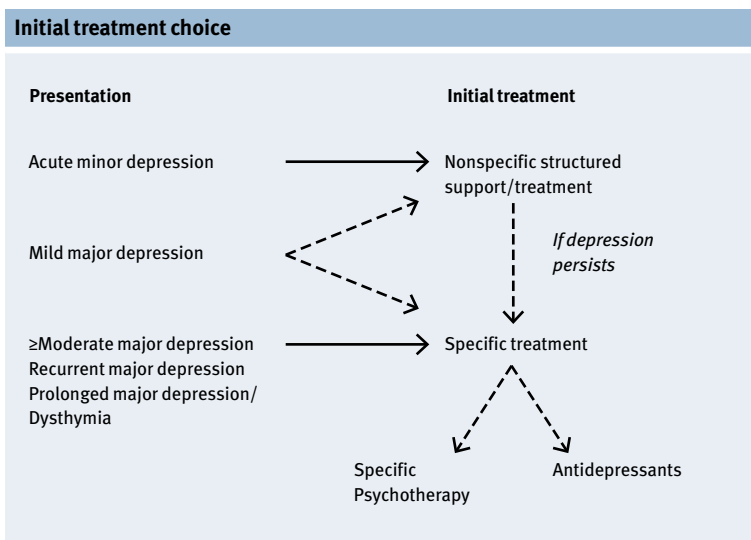 Initial treatment choice
Presentation
Initial treatment
Acute minor depression
Nonspecific structured
support/treatment
If depression
persists
Mild major depression
≥Moderate major depression
Recurrent major depression
Prolonged major depression/
Dysthymia
Specific treatment
Specific
Psychotherapy
Antidepressants